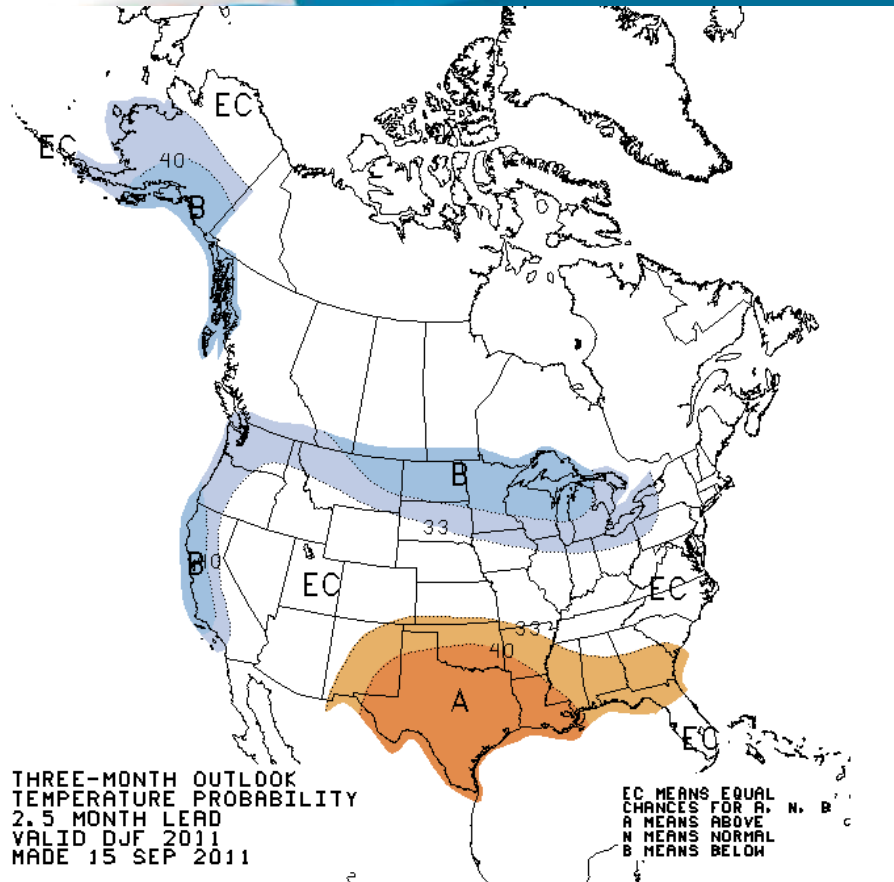 EC
EC
40
B
B
33
B 40
EC
EC
33
40
A
EC
THREE-MONTH OUTLOOK
TEMPERATURE PROBABILITY
2.5 MONTH LEAD
VALID DJF 2011
MADE 15 SEP 2011
EC MEANS EQUAL
CHANCES FOR A, N, B
A MEANS ABOVE
N MEANS NORMAL
B MEANS BELOW